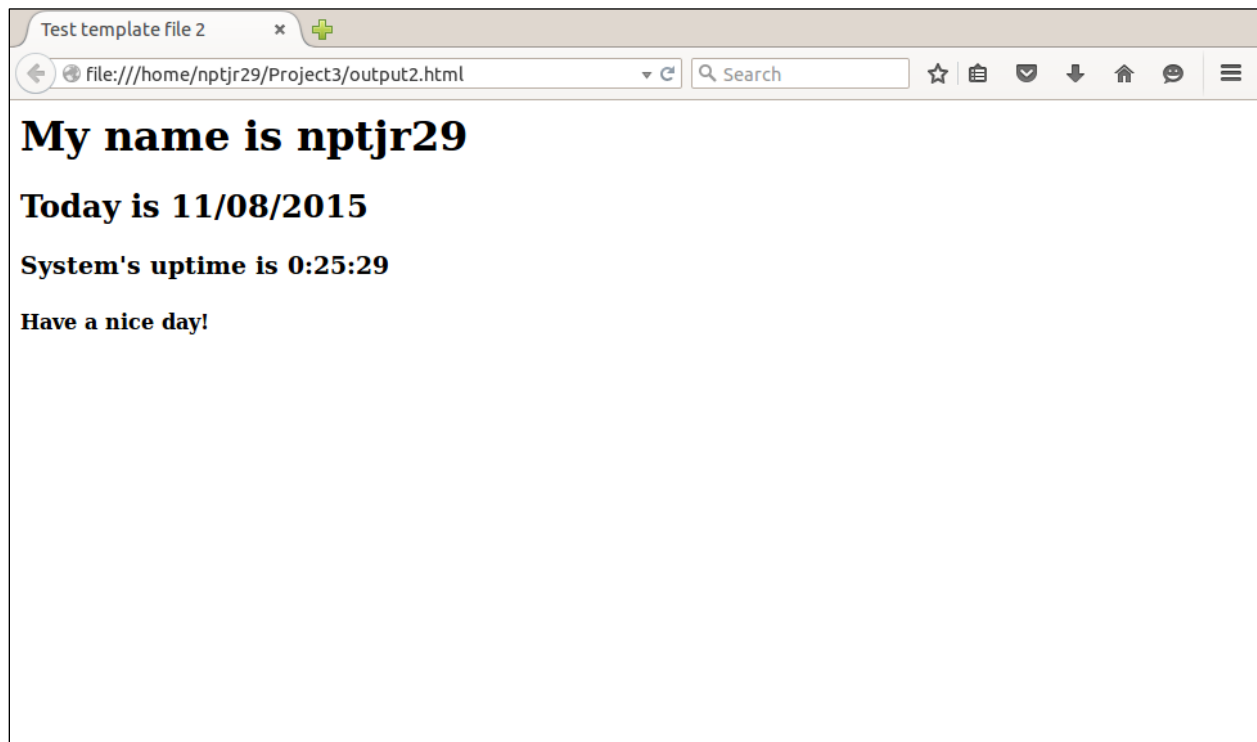 Test template file 2
file:///home/nptjr29/Project3/output2.html
Search
My name is nptjr29
Today is 11/08/2015
System's uptime is 0:25:29
Have a nice day!